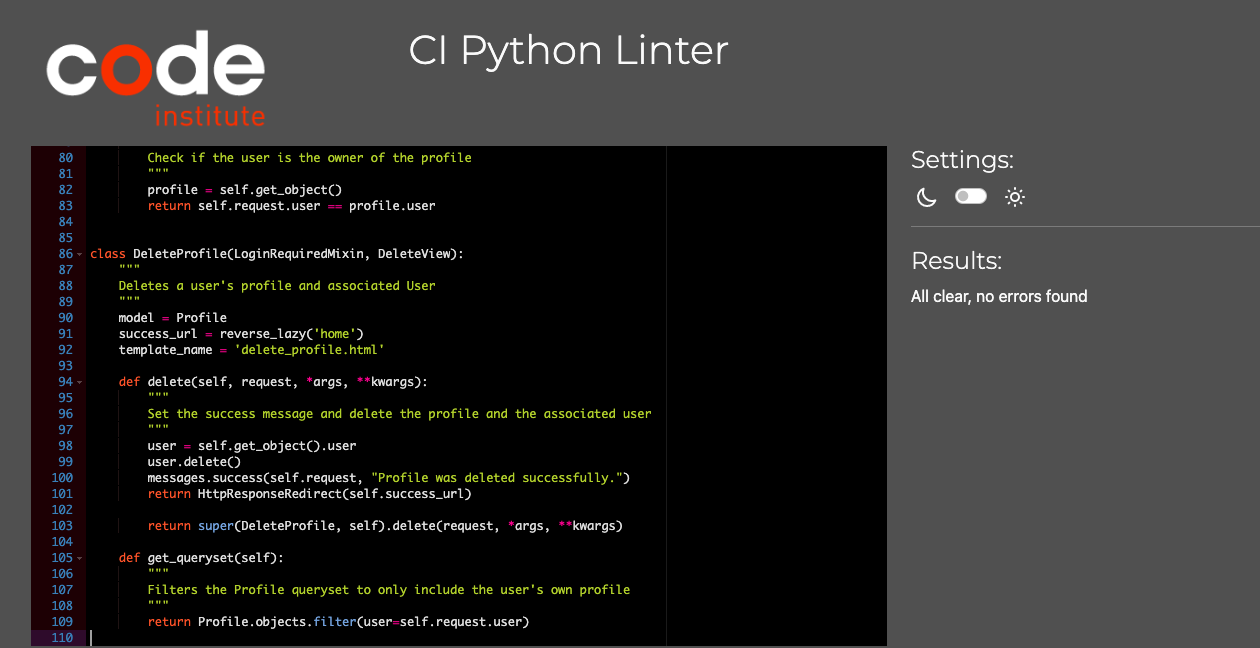 code
institute
CI Python Linter
80 Check if the user is the owner of the profile
81 """
82 profile = self.get_object()
83 return self.request.user == profile.user
84
85
86 class DeleteProfile(LoginRequiredMixin, DeleteView):
87 """
88 Deletes a user's profile and associated User
89 """
90 model = Profile
91 success_url = reverse_lazy('home')
92 template_name = 'delete_profile.html'
93
94 def delete(self, request, *args, **kwargs):
95 """
96 Set the success message and delete the profile and the associated user
97 """
98 user = self.get_object().user
99 user.delete()
100 messages.success(self.request, "Profile was deleted successfully.")
101 return HttpResponseRedirect(self.success_url)
102
103 return super(DeleteProfile, self).delete(request, *args, **kwargs)
104
105 def get_queryset(self):
106 """
107 Filters the Profile queryset to only include the user's own profile
108 """
109 return Profile.objects.filter(user=self.request.user)
110
Settings:
Results:
All clear, no errors found